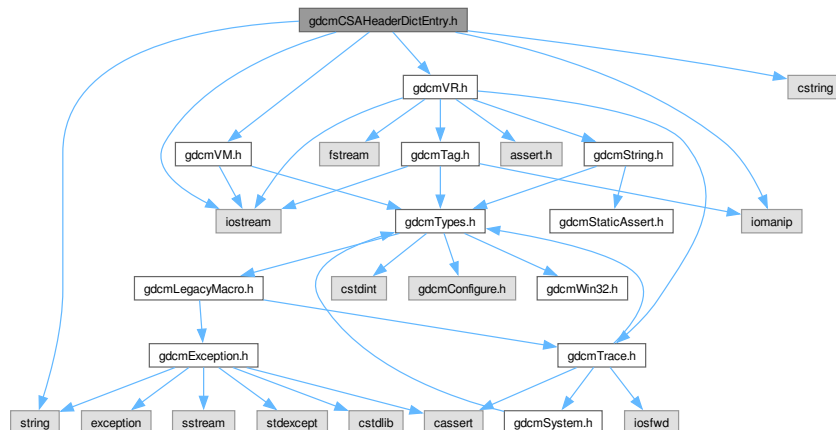 gdcmCSAHeaderDictEntry.h
gdcmVR.h
cstring
gdcmVM.h
fstream
gdcmTag.h
assert.h
gdcmString.h
iostream
gdcmTypes.h
gdcmStaticAssert.h
iomanip
gdcmLegacyMacro.h
cstdint
gdcmConfigure.h
gdcmWin32.h
gdcmException.h
gdcmTrace.h
string
exception
sstream
stdexcept
cstdlib
cassert
gdcmSystem.h
iosfwd